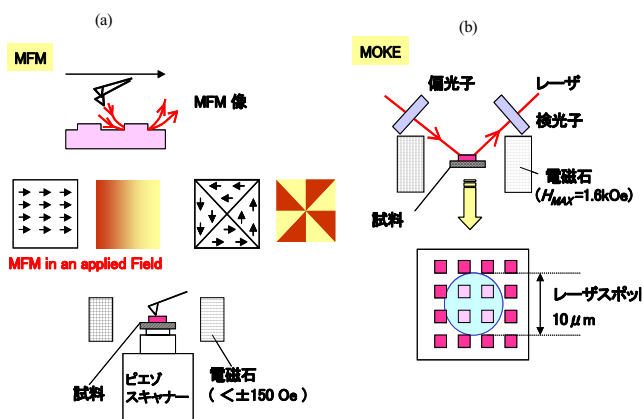 (a)
MFM
MFM 像
MFM in an applied Field
試料
ピエゾ
スキャナー
電磁石
( <±150 Oe )
(b)
MOKE
偏光子
レーザ
検光子
電磁石
(HMAX=1.6kOe)
試料
レーザスポット
10μm